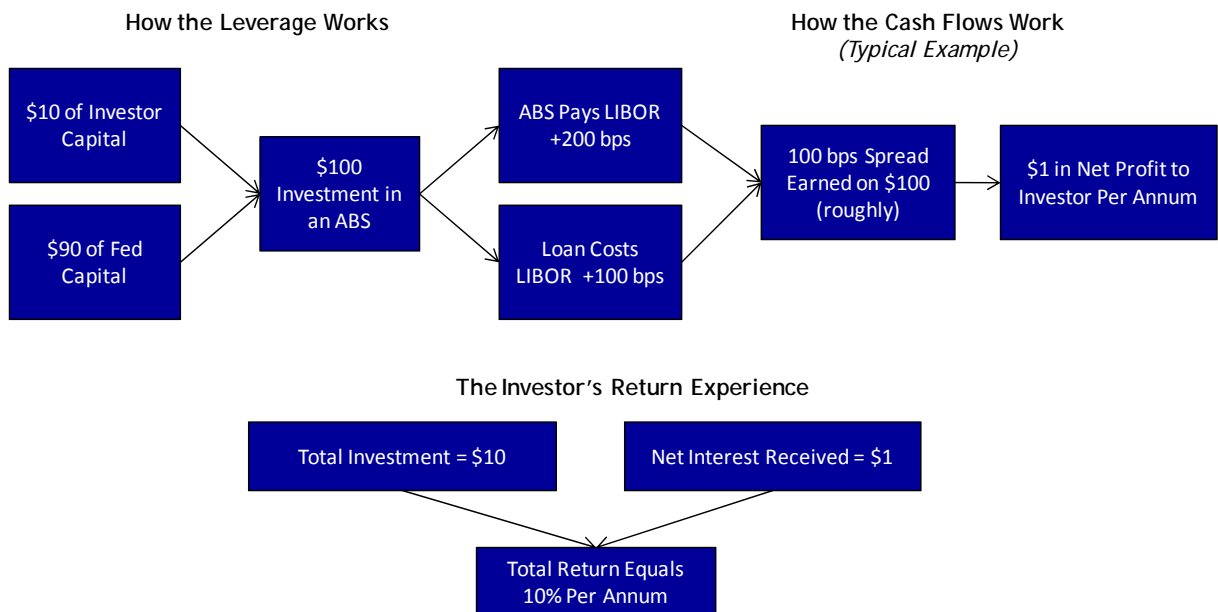 How the Leverage Works
How the Cash Flows Work
(Typical Example)
$10 of Investor
Capital
$90 of Fed
Capital
$100
Investment in
an ABS
ABS Pays LIBOR
+200 bps
Loan Costs
LIBOR +100 bps
100 bps Spread
Earned on $100
(roughly)
$1 in Net Profit to
Investor Per Annum
The Investor's Return Experience
Total Investment = $10
Net Interest Received = $1
Total Return Equals
10% Per Annum